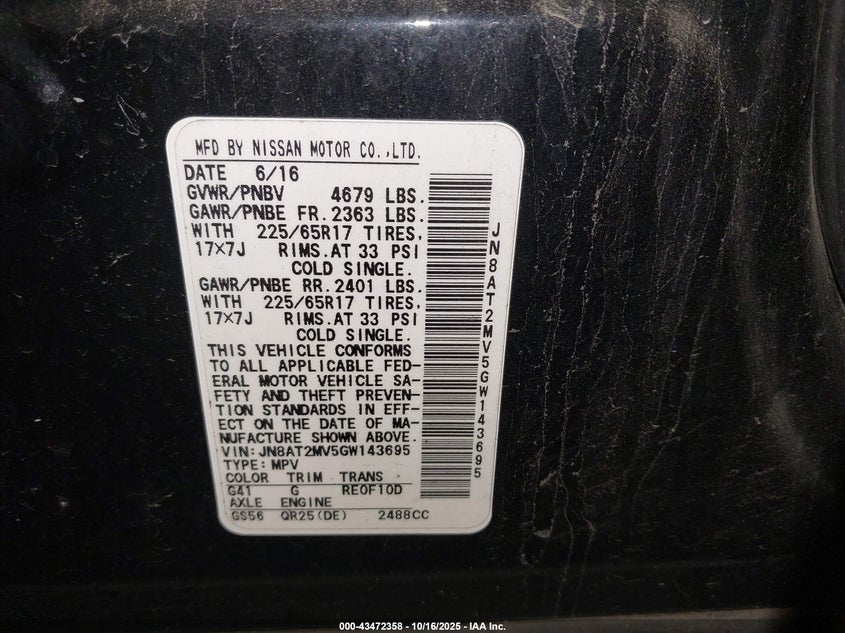 MFD BY NISSAN MOTOR CO.,LTD.
DATE 6/16
GVWR/PNBV 4679 LBS.
GAWR/PNBE FR. 2363 LBS.
WITH 225/65R17 TIRES,
17×7J RIMS. AT 33 PSI
COLD SINGLE.
GAWR/PNBE RR. 2401 LBS.
WITH 225/65R17 TIRES,
17×7J RIMS. AT 33 PSI
COLD SINGLE.
THIS VEHICLE CONFORMS
TO ALL APPLICABLE FED-
ERAL MOTOR VEHICLE SA-
FETY AND THEFT PREVEN-
TION STANDARDS IN EFF-
ECT ON THE DATE OF MA-
NUFACTURE SHOWN ABOVE.
VIN: JN8AT2MV5GW143695
TYPE: MPV
COLOR TRIM TRANS
G41 G RE0F10D
AXLE ENGINE
GS56 QR25(DE) 2488CC
JN8AT2MV5GW143695
000-43472358 - 10/16/2025 - IAA Inc.